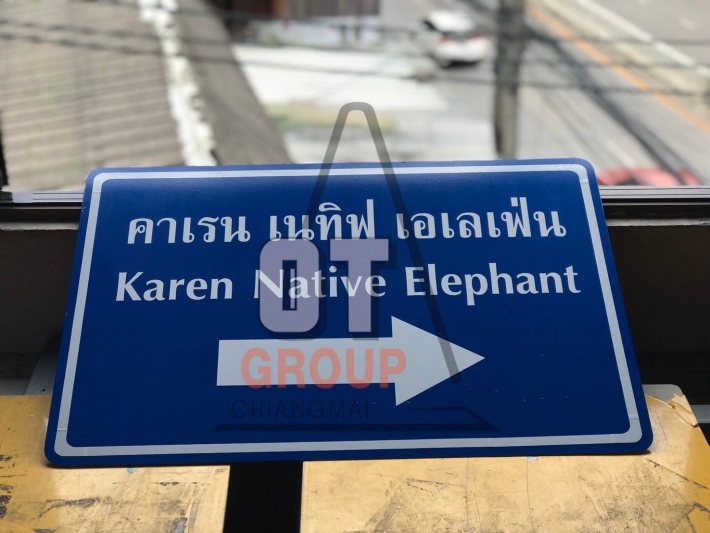 คาเรน เนทีฟ เอเลเฟ่น
Karen Native Elephant
OT
GROUP
CHIANGMAI